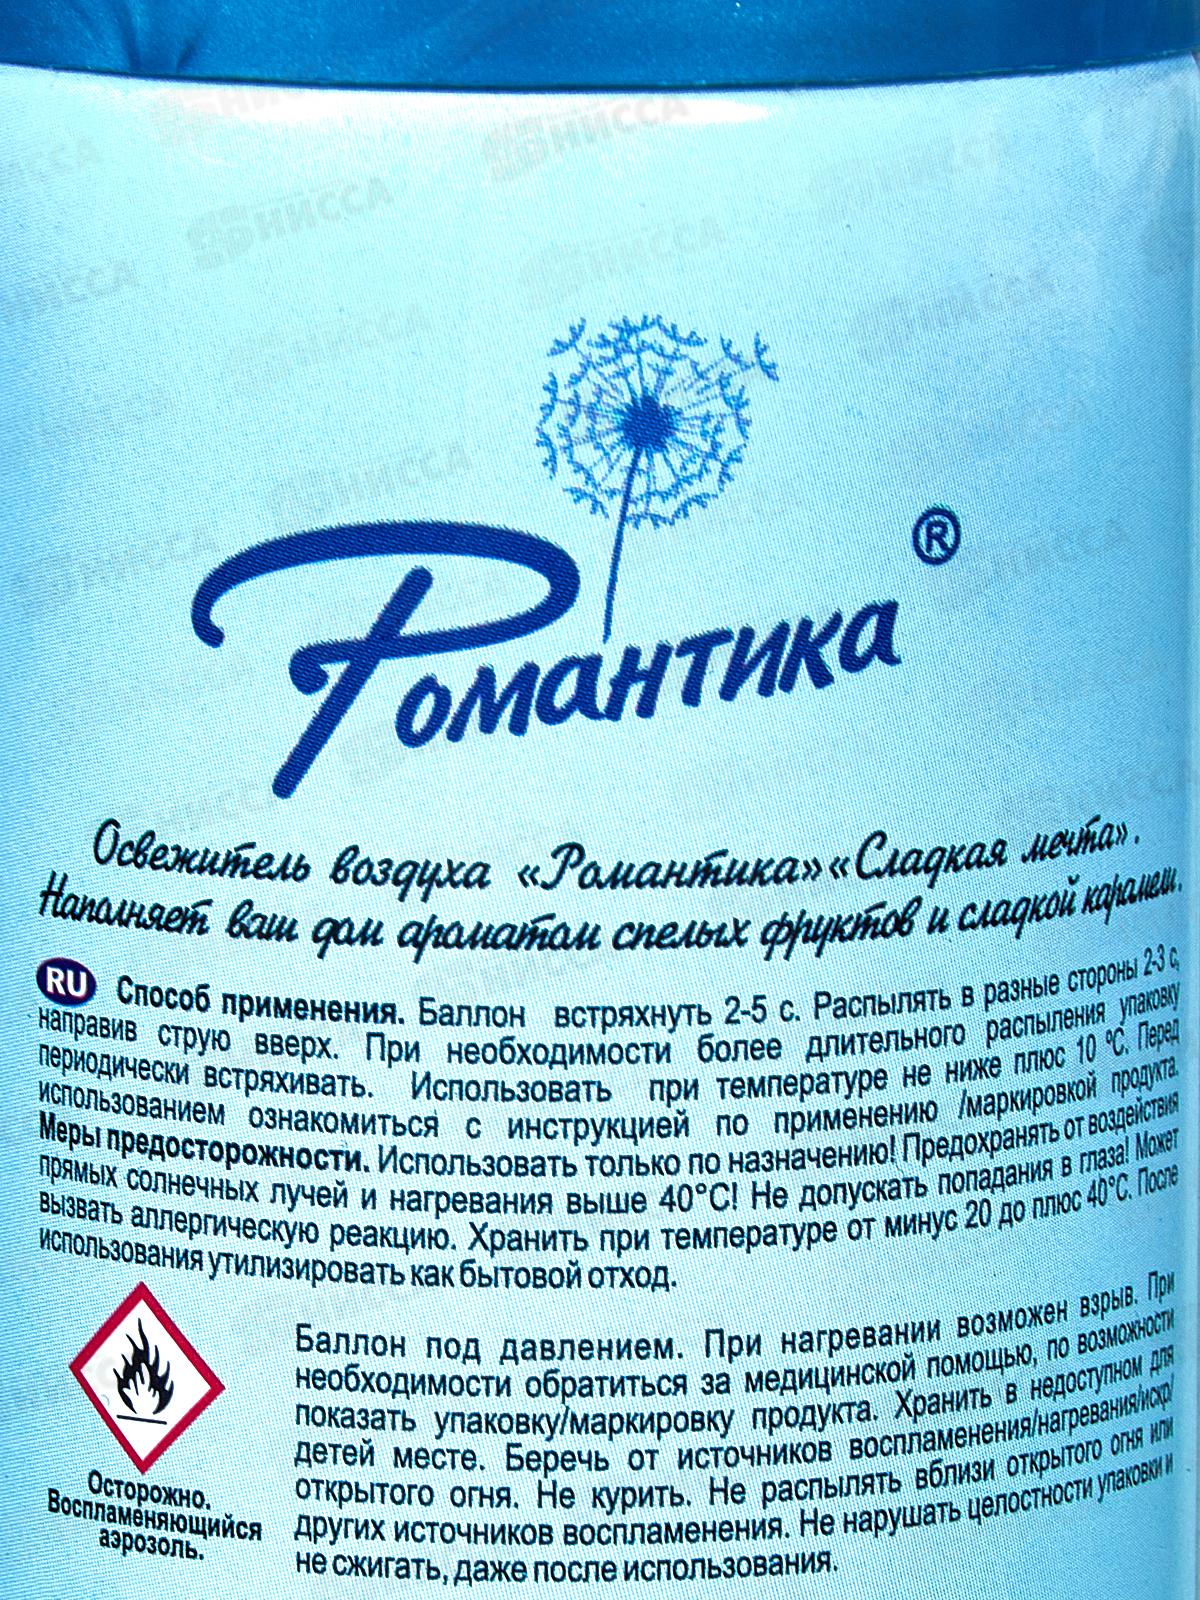 Романтика ®
Освежитель воздуха «Романтика» «Сладкая мечта».
Наполняет ваш дом ароматом спелых фруктов и сладкой карамели.
RU Способ применения. Баллон встряхнуть 2-5 с. Распылять в разные стороны 2-3 с,
направив струю вверх. При необходимости более длительного распыления упаковку
периодически встряхивать. Использовать при температуре не ниже плюс 10 ºС. Перед
использованием ознакомиться с инструкцией по применению /маркировкой продукта.
Меры предосторожности. Использовать только по назначению! Предохранять от воздействия
прямых солнечных лучей и нагревания выше 40°С! Не допускать попадания в глаза! Может
вызвать аллергическую реакцию. Хранить при температуре от минус 20 до плюс 40°С. После
использования утилизировать как бытовой отход.
Баллон под давлением. При нагревании возможен взрыв. При
необходимости обратиться за медицинской помощью, по возможности
показать упаковку/маркировку продукта. Хранить в недоступном для
детей месте. Беречь от источников воспламенения/нагревания/искр/
открытого огня. Не курить. Не распылять вблизи открытого огня или
других источников воспламенения. Не нарушать целостности упаковки и
не сжигать, даже после использования.
Осторожно.
Воспламеняющийся
аэрозоль.
НИССА